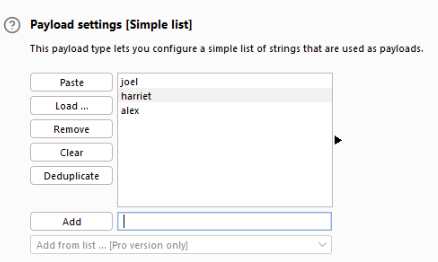 Payload settings [Simple list]
This payload type lets you configure a simple list of strings that are used as payloads.
Paste
Load ...
Remove
Clear
Deduplicate
joel
harriet
alex
Add
Add from list ... [Pro version only]